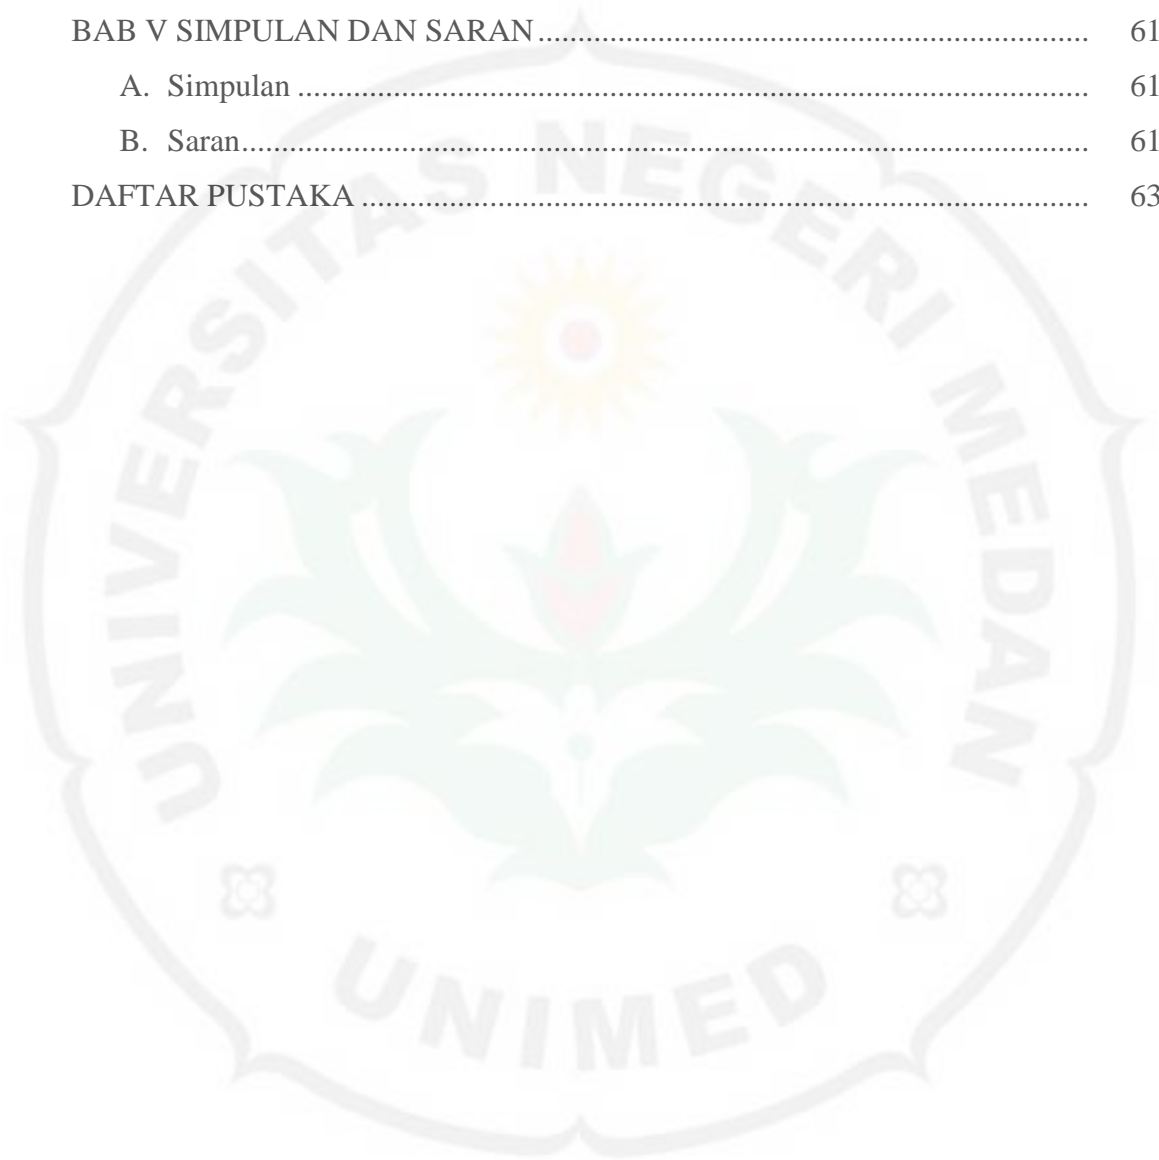 BAB V SIMPULAN DAN SARAN ........................................................................ 61
A. Simpulan ....................................................................................................... 61
B. Saran.............................................................................................................. 61
DAFTAR PUSTAKA ............................................................................................... 63
UNIVERSITAS NEGERI MEDAN
UNIMED